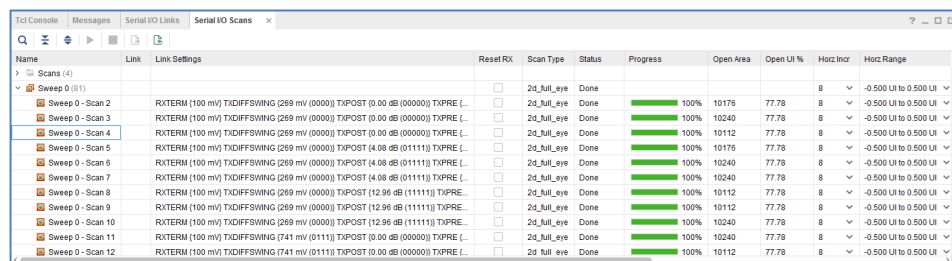 Tcl Console Messages Serial I/O Links Serial I/O Scans × ? _
Name Link Link Settings Reset RX Scan Type Status Progress Open Area Open UI % Horz Incr Horz Range
Scans (4)
Sweep 0 (81) 2d_full_eye Done 8 -0.500 UI to 0.500 UI
Sweep 0 - Scan 2 RXTERM {100 mV} TXDIFFSWING {269 mV (0000)} TXPOST {0.00 dB (00000)} TXPRE {... 2d_full_eye Done 100% 10176 77.78 8 -0.500 UI to 0.500 UI
Sweep 0 - Scan 3 RXTERM {100 mV} TXDIFFSWING {269 mV (0000)} TXPOST {0.00 dB (00000)} TXPRE {... 2d_full_eye Done 100% 10240 77.78 8 -0.500 UI to 0.500 UI
Sweep 0 - Scan 4 RXTERM {100 mV} TXDIFFSWING {269 mV (0000)} TXPOST {0.00 dB (00000)} TXPRE {... 2d_full_eye Done 100% 10112 77.78 8 -0.500 UI to 0.500 UI
Sweep 0 - Scan 5 RXTERM {100 mV} TXDIFFSWING {269 mV (0000)} TXPOST {4.08 dB (01111)} TXPRE {... 2d_full_eye Done 100% 10176 77.78 8 -0.500 UI to 0.500 UI
Sweep 0 - Scan 6 RXTERM {100 mV} TXDIFFSWING {269 mV (0000)} TXPOST {4.08 dB (01111)} TXPRE {... 2d_full_eye Done 100% 10240 77.78 8 -0.500 UI to 0.500 UI
Sweep 0 - Scan 7 RXTERM {100 mV} TXDIFFSWING {269 mV (0000)} TXPOST {4.08 dB (01111)} TXPRE {... 2d_full_eye Done 100% 10240 77.78 8 -0.500 UI to 0.500 UI
Sweep 0 - Scan 8 RXTERM {100 mV} TXDIFFSWING {269 mV (0000)} TXPOST {12.96 dB (11111)} TXPRE... 2d_full_eye Done 100% 10112 77.78 8 -0.500 UI to 0.500 UI
Sweep 0 - Scan 9 RXTERM {100 mV} TXDIFFSWING {269 mV (0000)} TXPOST {12.96 dB (11111)} TXPRE... 2d_full_eye Done 100% 10112 77.78 8 -0.500 UI to 0.500 UI
Sweep 0 - Scan 10 RXTERM {100 mV} TXDIFFSWING {269 mV (0000)} TXPOST {12.96 dB (11111)} TXPRE... 2d_full_eye Done 100% 10240 77.78 8 -0.500 UI to 0.500 UI
Sweep 0 - Scan 11 RXTERM {100 mV} TXDIFFSWING {741 mV (0111)} TXPOST {0.00 dB (00000)} TXPRE {... 2d_full_eye Done 100% 10240 77.78 8 -0.500 UI to 0.500 UI
Sweep 0 - Scan 12 RXTERM {100 mV} TXDIFFSWING {741 mV (0111)} TXPOST {0.00 dB (00000)} TXPRE {... 2d_full_eye Done 100% 10112 77.78 8 -0.500 UI to 0.500 UI